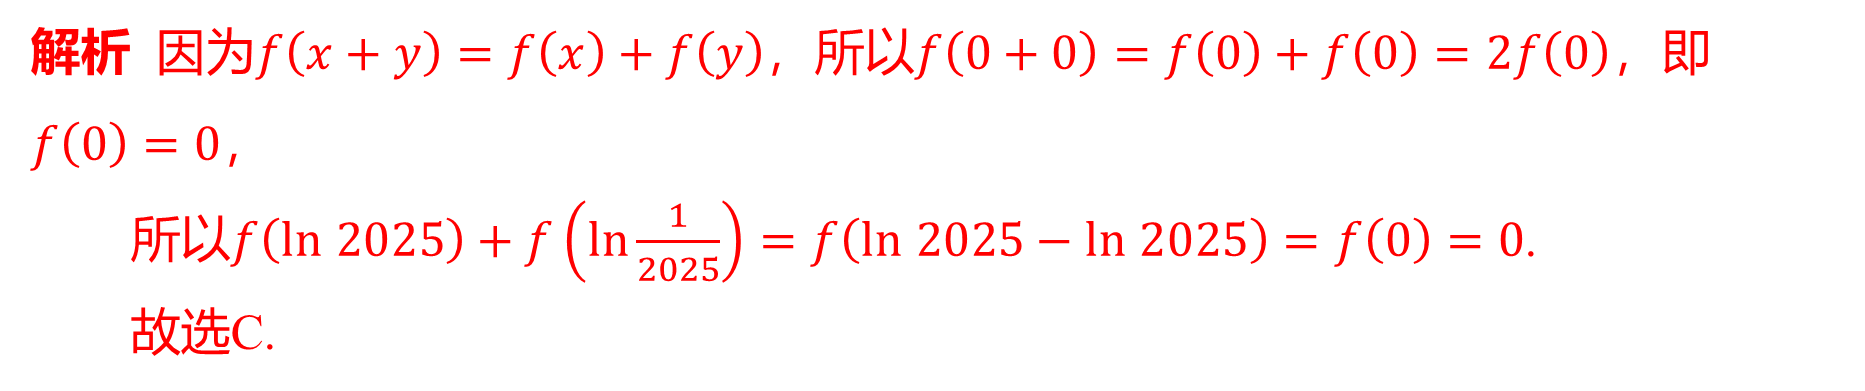 解析 因为f(x + y) = f(x) + f(y)，所以f(0 + 0) = f(0) + f(0) = 2f(0)，即
f(0) = 0，
所以f(ln 2025) + f(ln 1/2025) = f(ln 2025 − ln 2025) = f(0) = 0.
故选C.